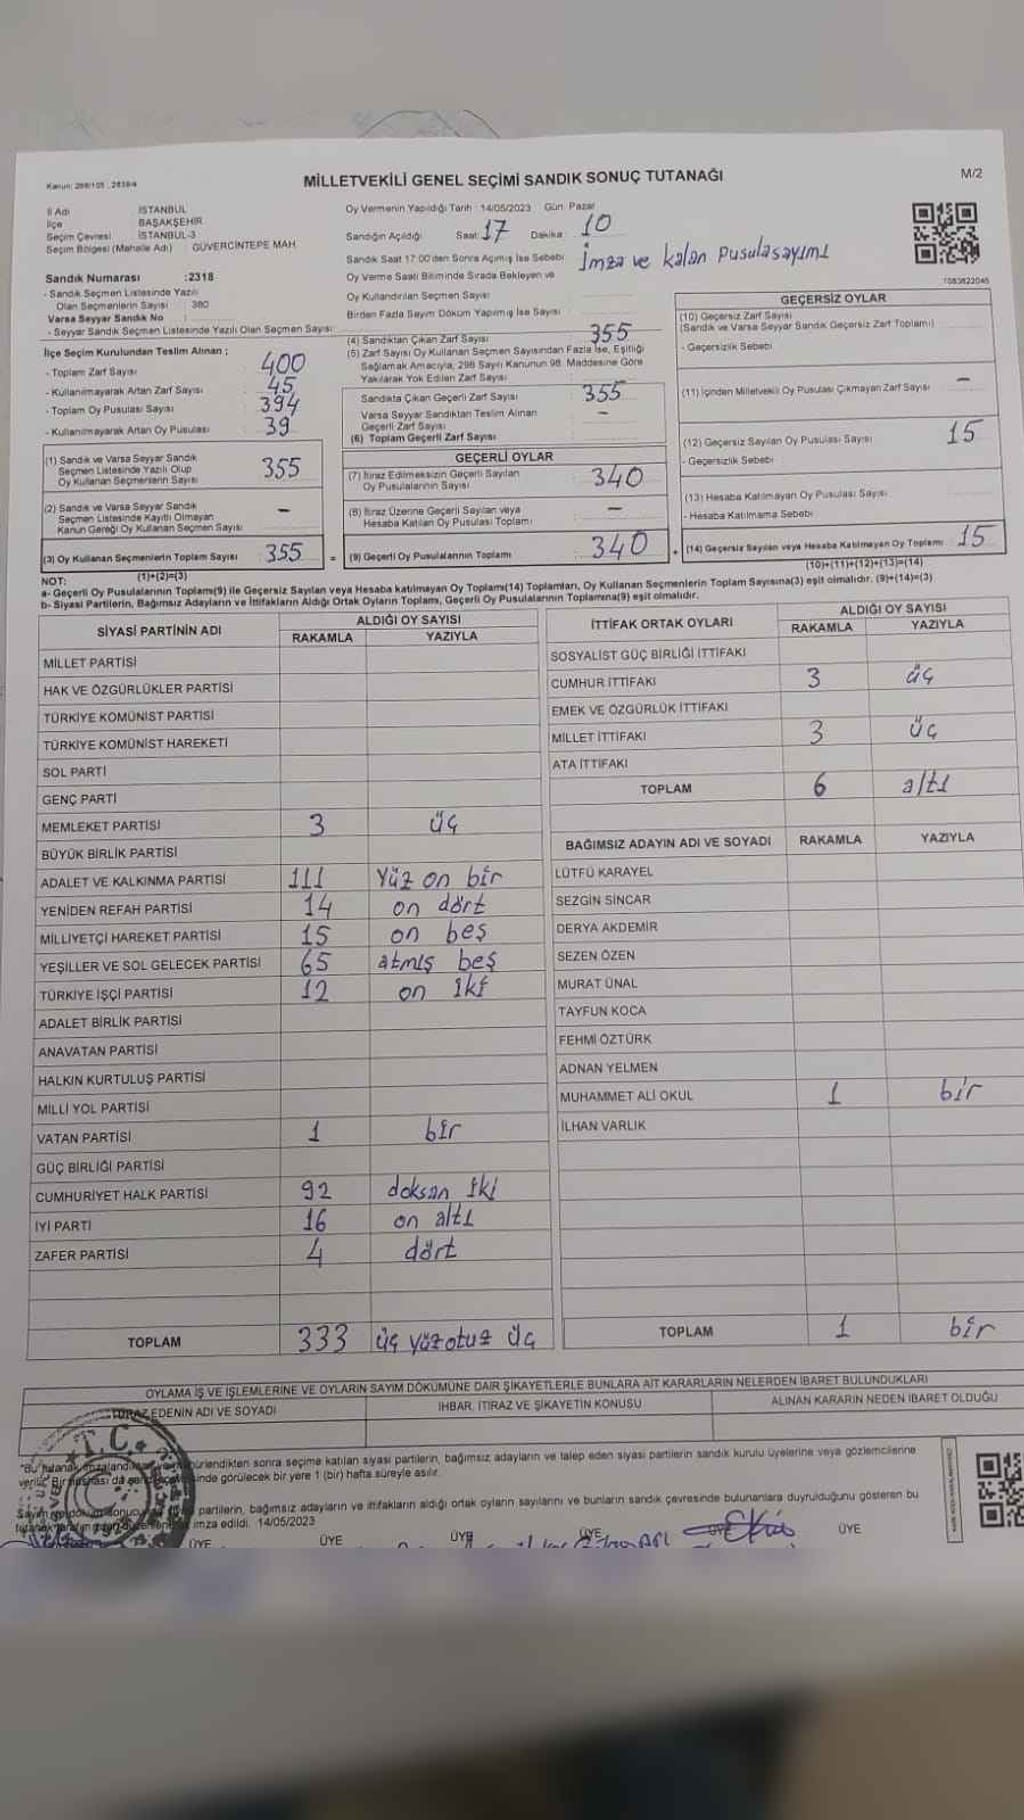 Kanun: 298/105 , 2839/4
MİLLETVEKİLİ GENEL SEÇİMİ SANDIK SONUÇ TUTANAĞI
M/2
İl Adı İSTANBUL
İlçe BAŞAKŞEHİR
Seçim Çevresi İSTANBUL-3
Seçim Bölgesi (Mahalle Adı) GÜVERCİNTEPE MAH.
Sandık Numarası :2318
- Sandık Seçmen Listesinde Yazılı
Olan Seçmenlerin Sayısı : 380
Varsa Seyyar Sandık No
- Seyyar Sandık Seçmen Listesinde Yazılı Olan Seçmen Sayısı:
Oy Vermenin Yapıldığı Tarih : 14/05/2023 Gün: Pazar
Sandığın Açıldığı Saat: 17 Dakika: 10
Sandık Saat 17:00'den Sonra Açılmış İse Sebebi İmza ve kalan pusula sayımı
Oy Verme Saati Bitiminde Sırada Bekleyen ve
Oy Kullandırılan Seçmen Sayısı
Birden Fazla Sayım Döküm Yapılmış İse Sayısı
1083822045
İlçe Seçim Kurulundan Teslim Alınan ;
- Toplam Zarf Sayısı 400
- Kullanılmayarak Artan Zarf Sayısı 45
- Toplam Oy Pusulası Sayısı 394
- Kullanılmayarak Artan Oy Pusulası 39
(1) Sandık ve Varsa Seyyar Sandık
Seçmen Listesinde Yazılı Olup
Oy Kullanan Seçmenlerin Sayısı 355
(2) Sandık ve Varsa Seyyar Sandık
Seçmen Listesinde Kayıtlı Olmayan
Kanun Gereği Oy Kullanan Seçmen Sayısı -
(3) Oy Kullanan Seçmenlerin Toplam Sayısı 355 =
(1)+(2)=(3)
(4) Sandıktan Çıkan Zarf Sayısı 355
(5) Zarf Sayısı Oy Kullanan Seçmen Sayısından Fazla İse, Eşitliği
Sağlamak Amacıyla, 298 Sayılı Kanunun 98. Maddesine Göre
Yakılarak Yok Edilen Zarf Sayısı
Sandıkta Çıkan Geçerli Zarf Sayısı 355
Varsa Seyyar Sandıktan Teslim Alınan
Geçerli Zarf Sayısı -
(6) Toplam Geçerli Zarf Sayısı
GEÇERLİ OYLAR
(7) İtiraz Edilmeksizin Geçerli Sayılan
Oy Pusulalarının Sayısı 340
(8) İtiraz Üzerine Geçerli Sayılan veya
Hesaba Katılan Oy Pusulası Toplamı -
(9) Geçerli Oy Pusulalarının Toplamı 340 +
GEÇERSİZ OYLAR
(10) Geçersiz Zarf Sayısı
(Sandık ve Varsa Seyyar Sandık Geçersiz Zarf Toplamı)
- Geçersizlik Sebebi
(11) İçinden Milletvekili Oy Pusulası Çıkmayan Zarf Sayısı -
(12) Geçersiz Sayılan Oy Pusulası Sayısı 15
- Geçersizlik Sebebi
(13) Hesaba Katılmayan Oy Pusulası Sayısı
- Hesaba Katılmama Sebebi
(14) Geçersiz Sayılan veya Hesaba Katılmayan Oy Toplamı 15
(10)+(11)+(12)+(13)=(14)
NOT:
a- Geçerli Oy Pusulalarının Toplamı(9) ile Geçersiz Sayılan veya Hesaba katılmayan Oy Toplamı(14) Toplamları, Oy Kullanan Seçmenlerin Toplam Sayısına(3) eşit olmalıdır. (9)+(14)=(3)
b- Siyasi Partilerin, Bağımsız Adayların ve İttifakların Aldığı Ortak Oyların Toplamı, Geçerli Oy Pusulalarının Toplamına(9) eşit olmalıdır.
SİYASİ PARTİNİN ADI ALDIĞI OY SAYISI
RAKAMLA YAZIYLA
MİLLET PARTİSİ
HAK VE ÖZGÜRLÜKLER PARTİSİ
TÜRKİYE KOMÜNİST PARTİSİ
TÜRKİYE KOMÜNİST HAREKETİ
SOL PARTİ
GENÇ PARTİ
MEMLEKET PARTİSİ 3 üç
BÜYÜK BİRLİK PARTİSİ
ADALET VE KALKINMA PARTİSİ 111 Yüz on bir
YENİDEN REFAH PARTİSİ 14 on dört
MİLLİYETÇİ HAREKET PARTİSİ 15 on beş
YEŞİLLER VE SOL GELECEK PARTİSİ 65 atmış beş
TÜRKİYE İŞÇİ PARTİSİ 12 on iki
ADALET BİRLİK PARTİSİ
ANAVATAN PARTİSİ
HALKIN KURTULUŞ PARTİSİ
MİLLİ YOL PARTİSİ
VATAN PARTİSİ 1 bir
GÜÇ BİRLİĞİ PARTİSİ
CUMHURİYET HALK PARTİSİ 92 doksan iki
İYİ PARTİ 16 on altı
ZAFER PARTİSİ 4 dört
TOPLAM 333 üç yüz otuz üç
İTTİFAK ORTAK OYLARI ALDIĞI OY SAYISI
RAKAMLA YAZIYLA
SOSYALİST GÜÇ BİRLİĞİ İTTİFAKI
CUMHUR İTTİFAKI 3 üç
EMEK VE ÖZGÜRLÜK İTTİFAKI
MİLLET İTTİFAKI 3 üç
ATA İTTİFAKI
TOPLAM 6 altı
BAĞIMSIZ ADAYIN ADI VE SOYADI RAKAMLA YAZIYLA
LÜTFÜ KARAYEL
SEZGİN SİNCAR
DERYA AKDEMİR
SEZEN ÖZEN
MURAT ÜNAL
TAYFUN KOCA
FEHMİ ÖZTÜRK
ADNAN YELMEN
MUHAMMET ALİ OKUL 1 bir
İLHAN VARLIK
TOPLAM 1 bir
OYLAMA İŞ VE İŞLEMLERİNE VE OYLARIN SAYIM DÖKÜMÜNE DAİR ŞİKAYETLERLE BUNLARA AİT KARARLARIN NELERDEN İBARET BULUNDUKLARI
EDENİN ADI VE SOYADI İHBAR, İTİRAZ VE ŞİKAYETİN KONUSU ALINAN KARARIN NEDEN İBARET OLDUĞU
T.C.
"Bu tutanak sonra seçime katılan siyasi partilerin, bağımsız adayların ve talep eden siyasi partilerin sandık kurulu üyelerine veya gözlemcilerine
görülecek bir yere 1 (bir) hafta süreyle asılır.
partilerin, bağımsız adayların ve ittifakların aldığı ortak oyların sayılarını ve bunların sandık çevresinde bulunanlara duyrulduğunu gösteren bu
imza edildi. 14/05/2023
ÜYE ÜYE ÜYE ÜYE ÜYE